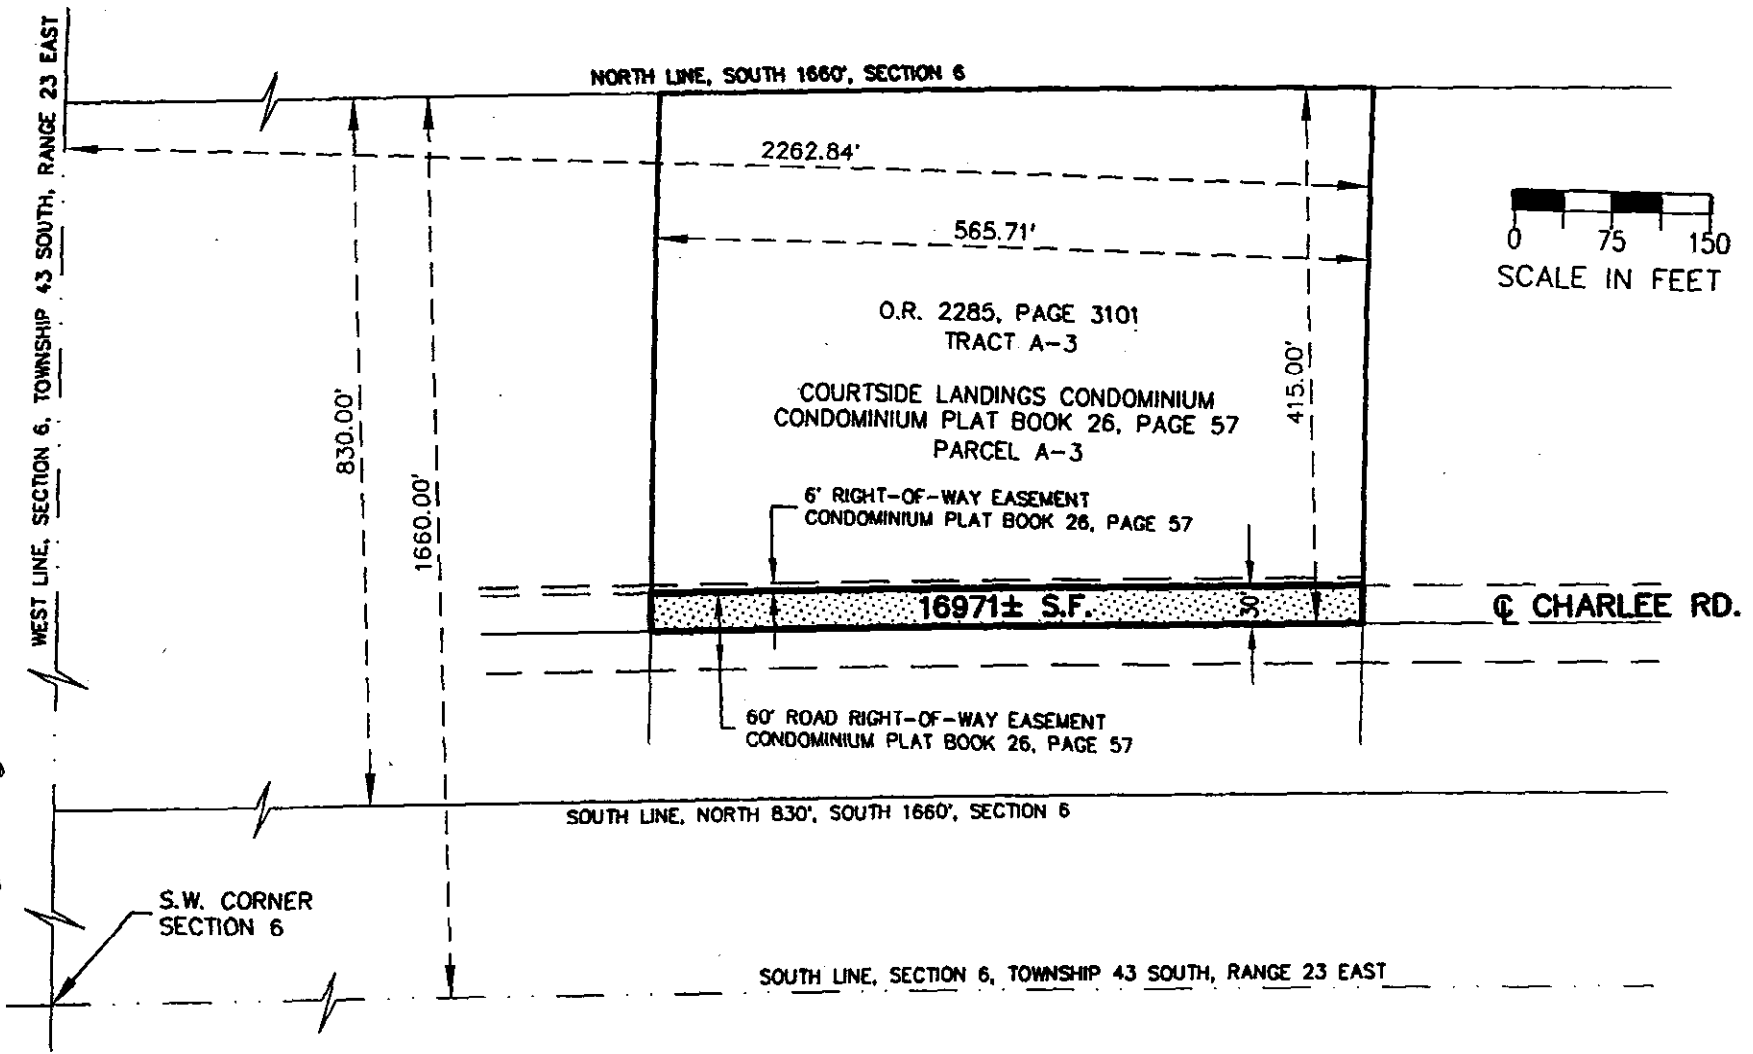 WEST LINE, SECTION 6, TOWNSHIP 43 SOUTH, RANGE 23 EAST
NORTH LINE, SOUTH 1660', SECTION 6
2262.84'
565.71'
0 75 150
SCALE IN FEET
O.R. 2285, PAGE 3101
TRACT A-3
COURTSIDE LANDINGS CONDOMINIUM
CONDOMINIUM PLAT BOOK 26, PAGE 57
PARCEL A-3
415.00'
830.00'
1660.00'
6' RIGHT-OF-WAY EASEMENT
CONDOMINIUM PLAT BOOK 26, PAGE 57
16971± S.F.
30'
℄ CHARLEE RD.
60' ROAD RIGHT-OF-WAY EASEMENT
CONDOMINIUM PLAT BOOK 26, PAGE 57
SOUTH LINE, NORTH 830', SOUTH 1660', SECTION 6
S.W. CORNER
SECTION 6
SOUTH LINE, SECTION 6, TOWNSHIP 43 SOUTH, RANGE 23 EAST